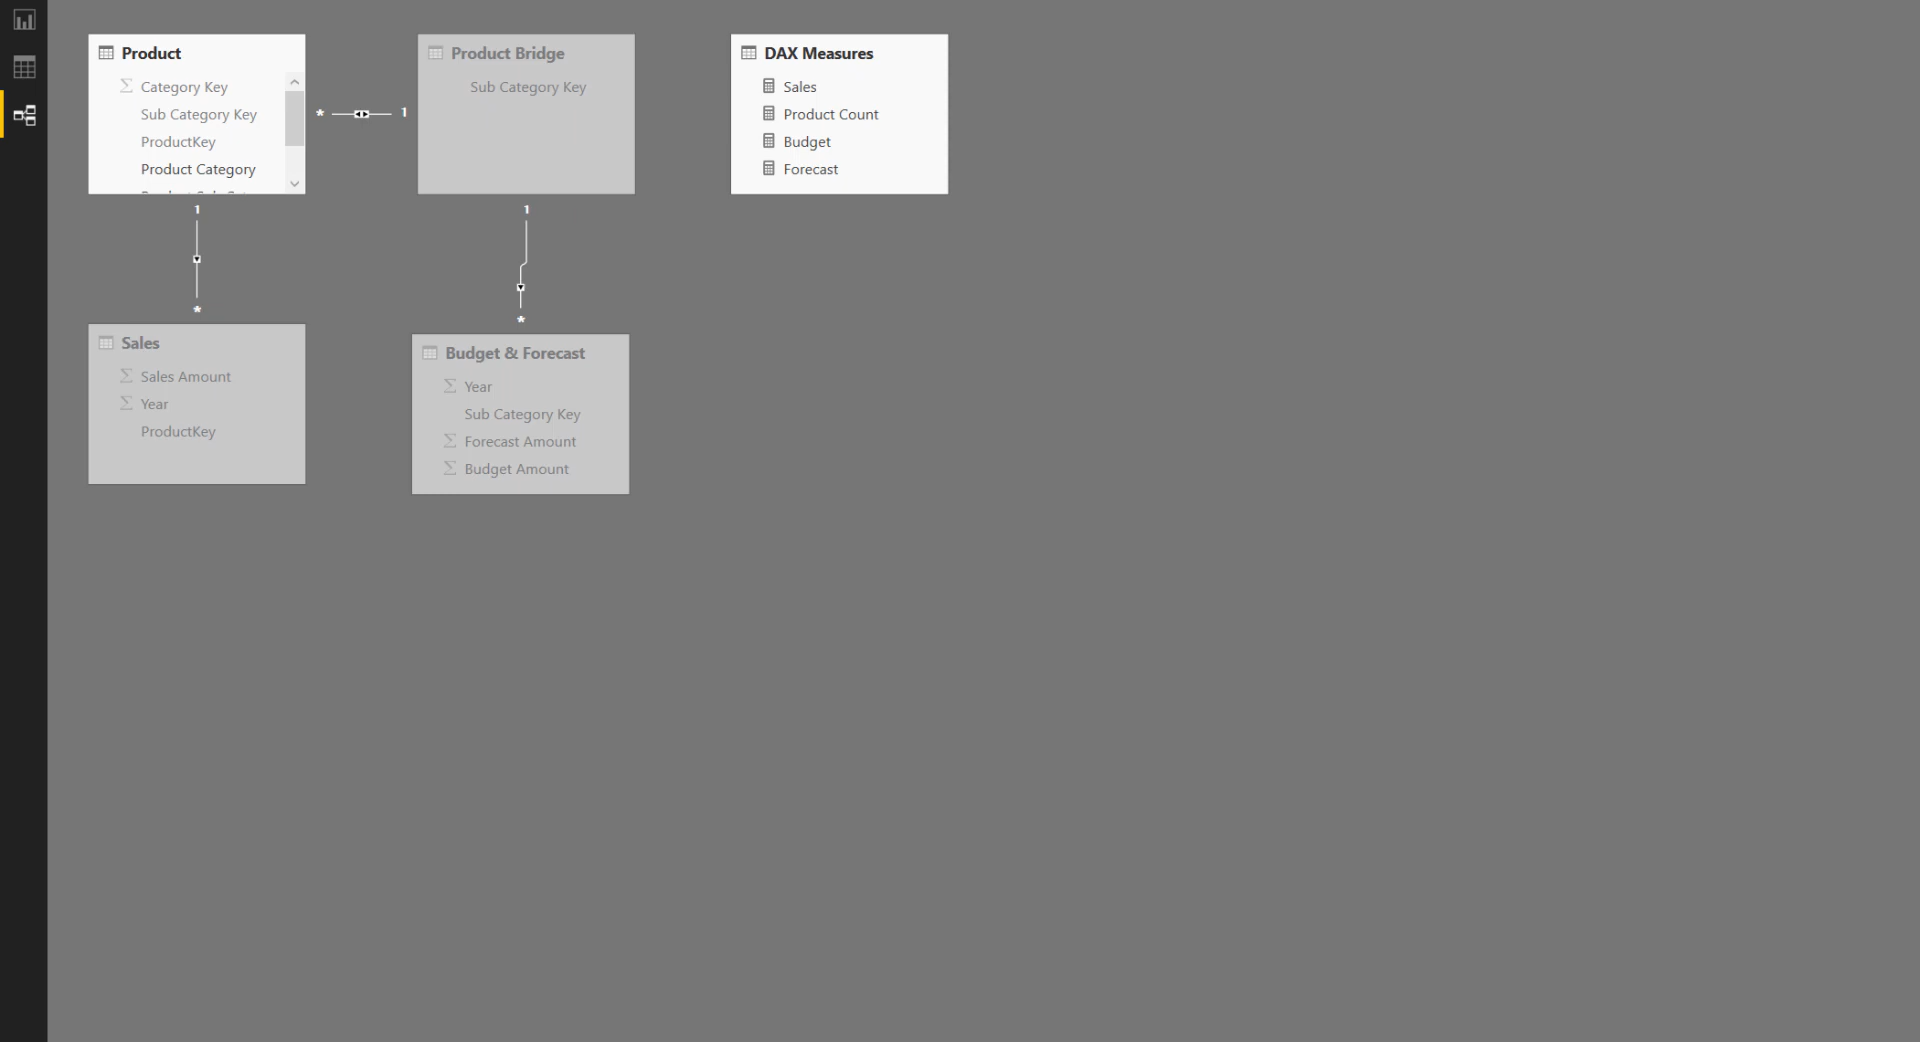 Product
Category Key
Sub Category Key
ProductKey
Product Category
* 1
Product Bridge
Sub Category Key
DAX Measures
Sales
Product Count
Budget
Forecast
1
*
1
*
Sales
Sales Amount
Year
ProductKey
Budget & Forecast
Year
Sub Category Key
Forecast Amount
Budget Amount